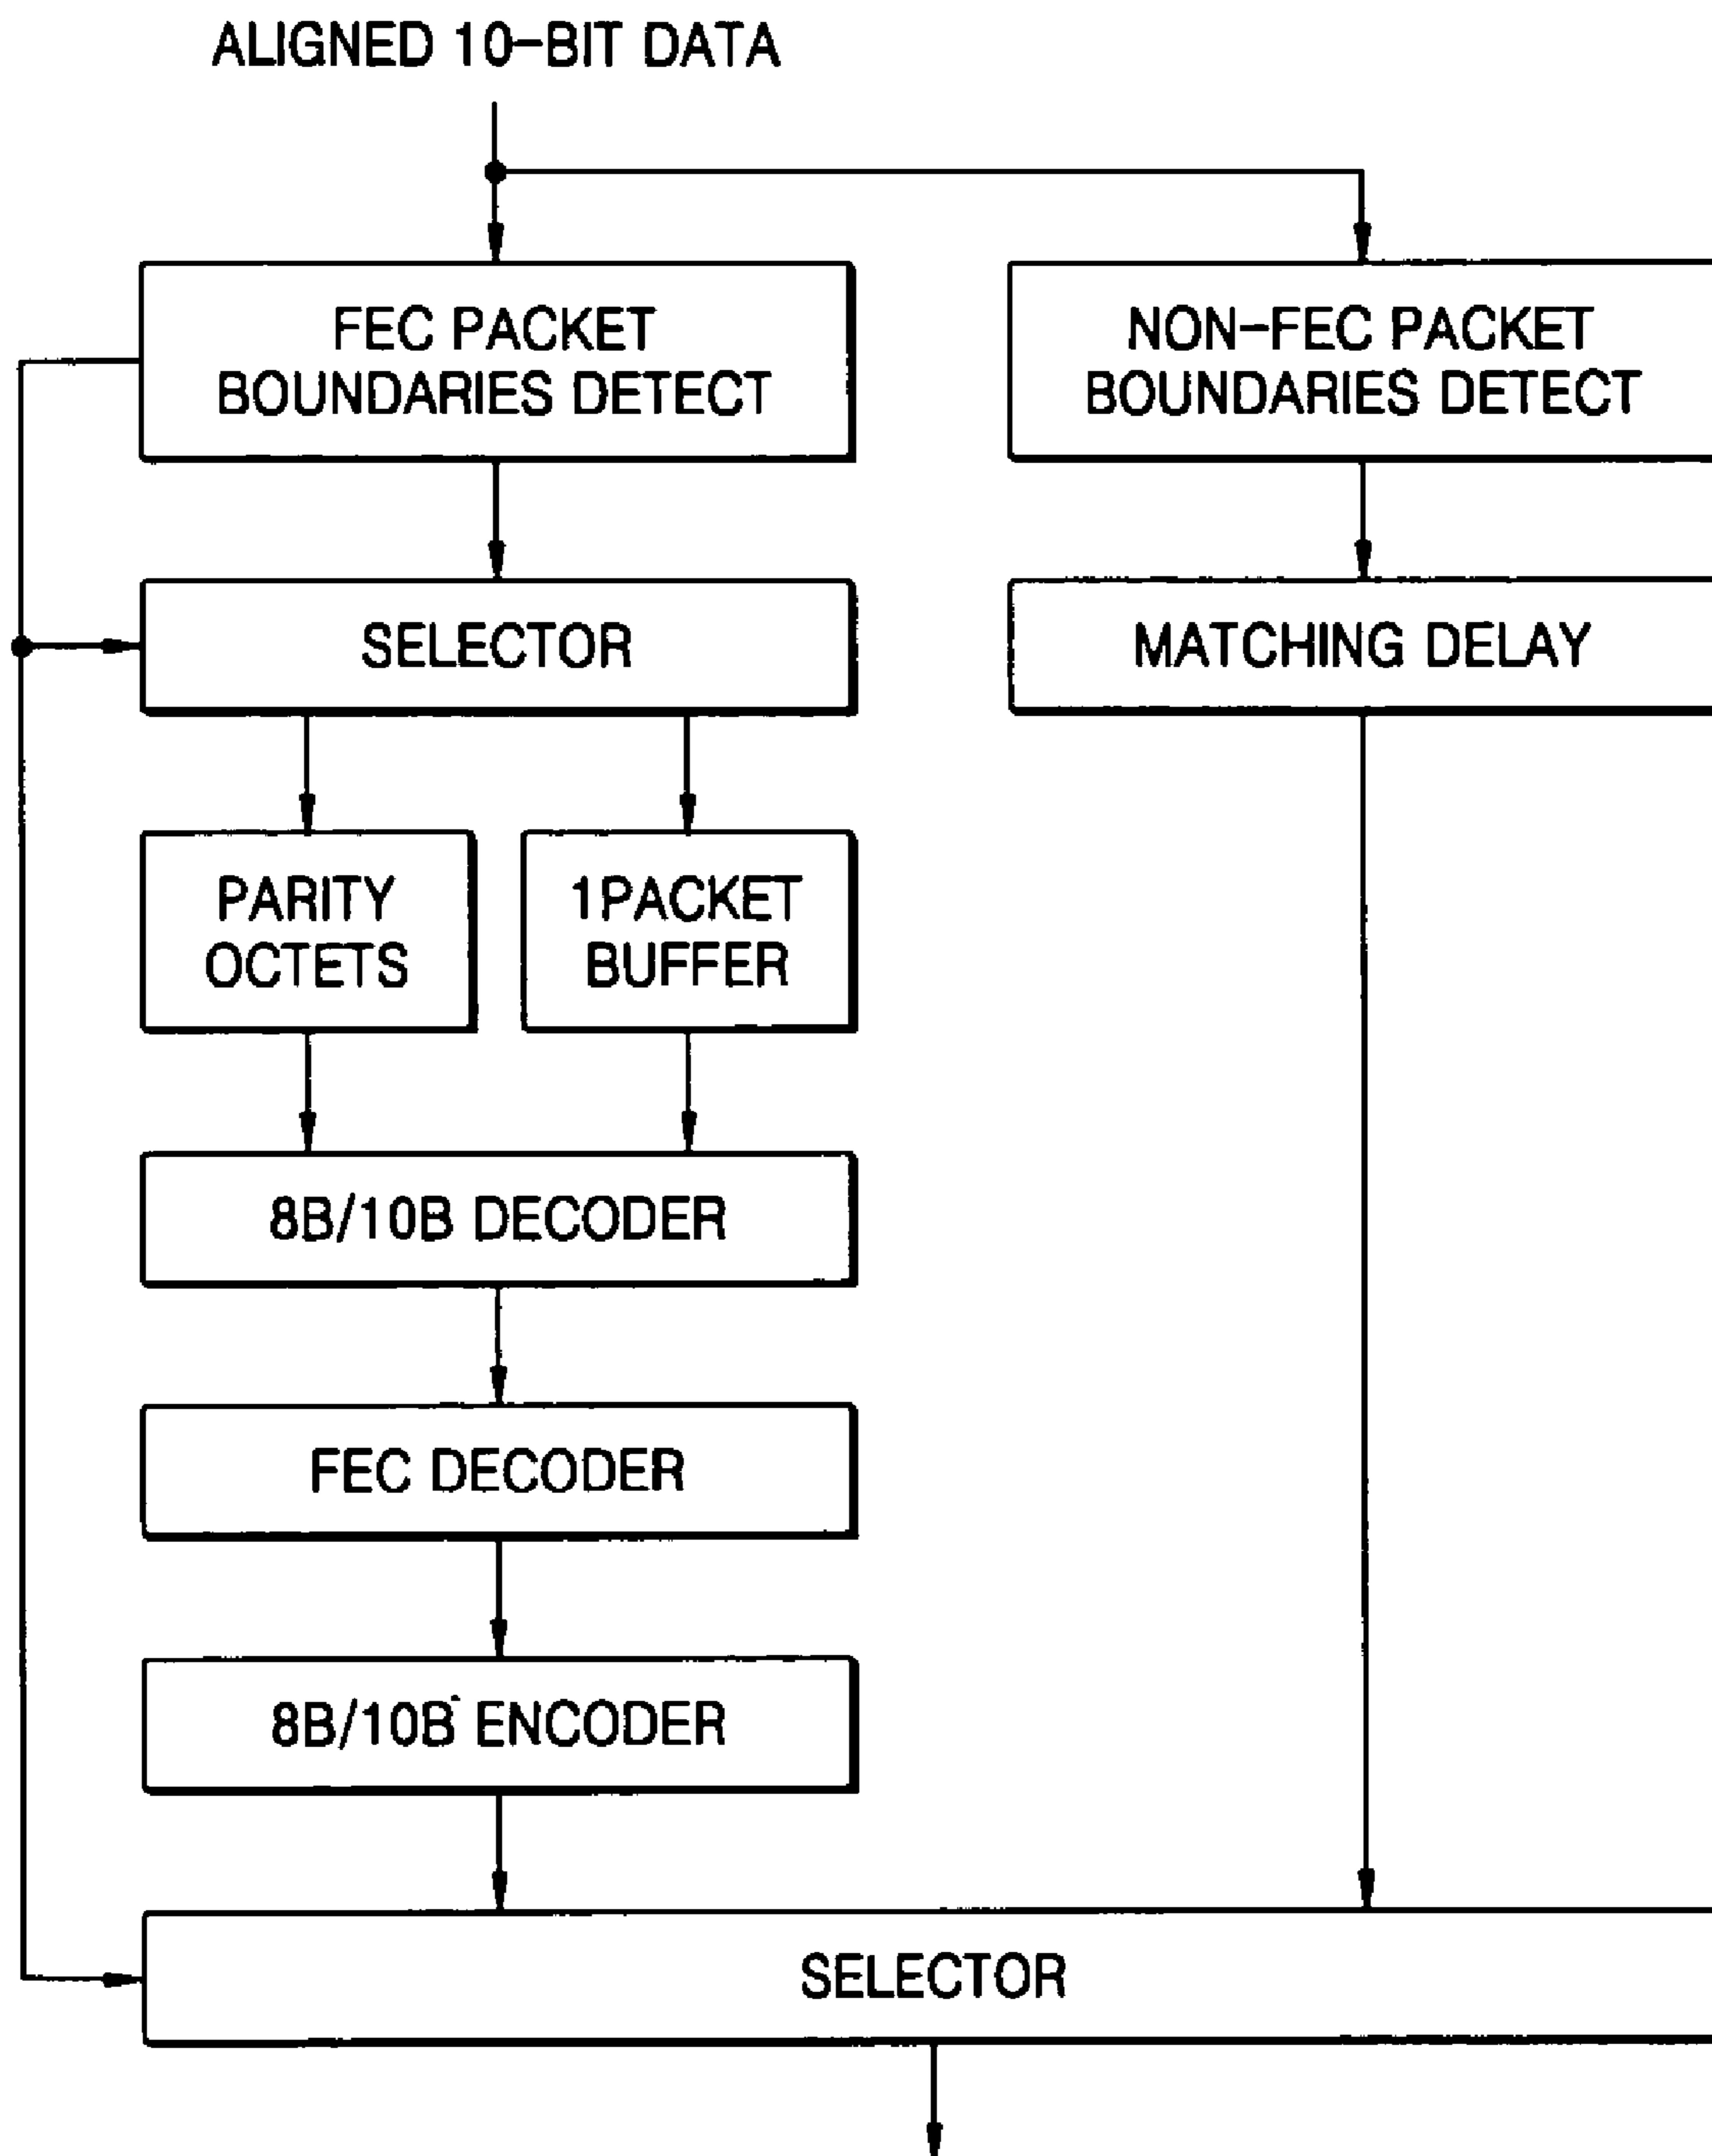 ALIGNED 10-BIT DATA
FEC PACKET
BOUNDARIES DETECT
NON-FEC PACKET
BOUNDARIES DETECT
SELECTOR
MATCHING DELAY
PARITY
OCTETS
1PACKET
BUFFER
8B/10B DECODER
FEC DECODER
8B/10B ENCODER
SELECTOR